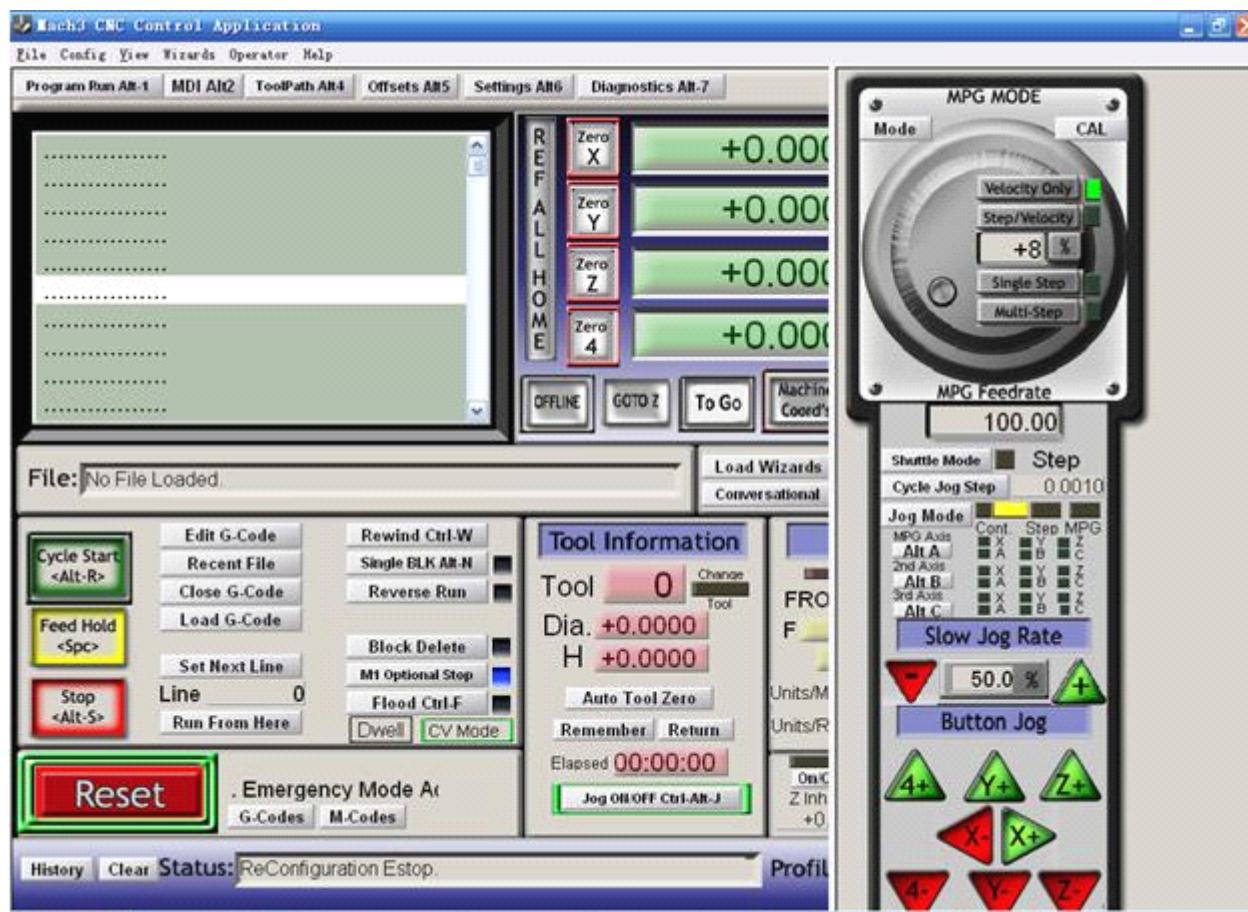 Mach3 CNC Control Application
File Config View Wizards Operator Help
Program Run Alt-1 MDI Alt2 ToolPath Alt4 Offsets Alt5 Settings Alt6 Diagnostics Alt-7
..................
..................
..................
..................
..................
..................
..................
..................
..................
..................
REF ALL HOME
Zero X +0.000
Zero Y +0.000
Zero Z +0.000
Zero 4 +0.000
OFFLINE GOTO Z To Go Machine Coord's
File: No File Loaded.
Load Wizards
Conversational
Cycle Start
<Alt-R>
Feed Hold
<Spc>
Stop
<Alt-S>
Edit G-Code
Recent File
Close G-Code
Load G-Code
Set Next Line
Line 0
Run From Here
Rewind Ctrl-W
Single BLK Alt-N
Reverse Run
Block Delete
M1 Optional Stop
Flood Ctrl-F
Dwell CV Mode
Tool Information
Tool 0 Change Tool
Dia. +0.0000
H +0.0000
Auto Tool Zero
Remember Return
Elapsed 00:00:00
Jog ON/OFF Ctrl-Alt-J
FRO
F
Units/M
Units/R
On/O
Z Inh
+0
Reset
. Emergency Mode Ac
G-Codes M-Codes
History Clear Status: ReConfiguration Estop.
Profil
MPG MODE
Mode CAL
Velocity Only
Step/Velocity
+8 %
Single Step
Multi-Step
MPG Feedrate
100.00
Shuttle Mode Step
Cycle Jog Step 0.0010
Jog Mode
Cont. Step MPG
MPG Axis X Y Z
Alt A A B C
2nd Axis X Y Z
Alt B A B C
3rd Axis X Y Z
Alt C A B C
Slow Jog Rate
- 50.0 % +
Button Jog
4+ Y+ Z+
X- X+
4- Y- Z-